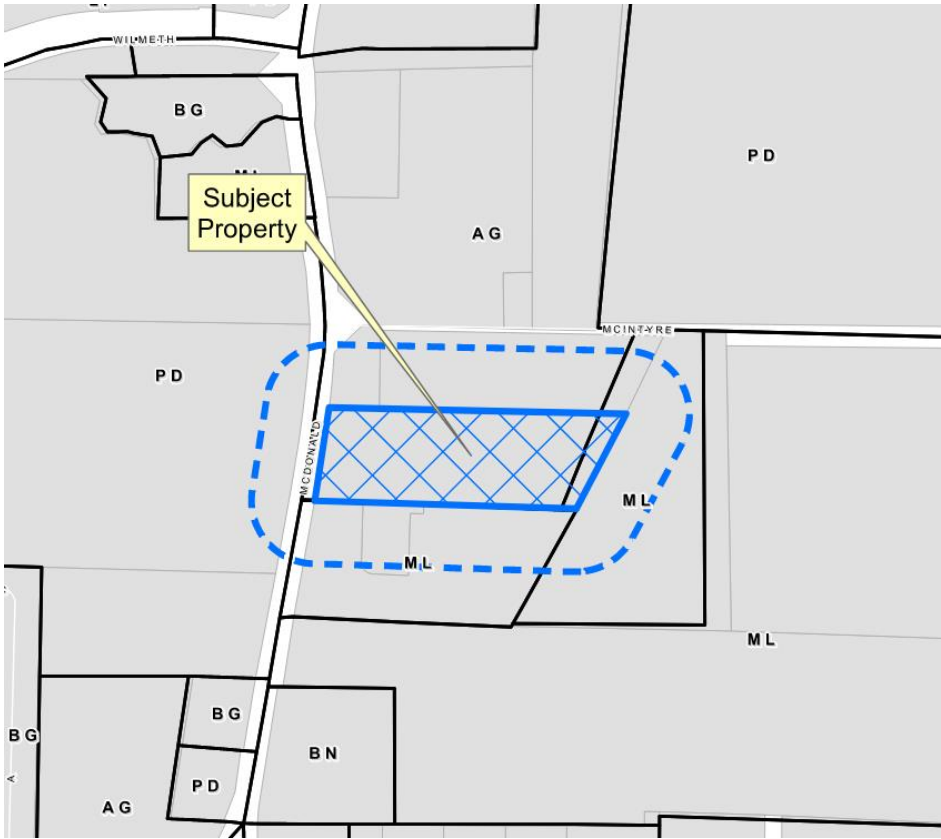 WILMETH
BG
PD
Subject
Property
AG
MCINTYRE
PD
MCDONALD
ML
ML
ML
BG
BG
BN
PD
A
AG